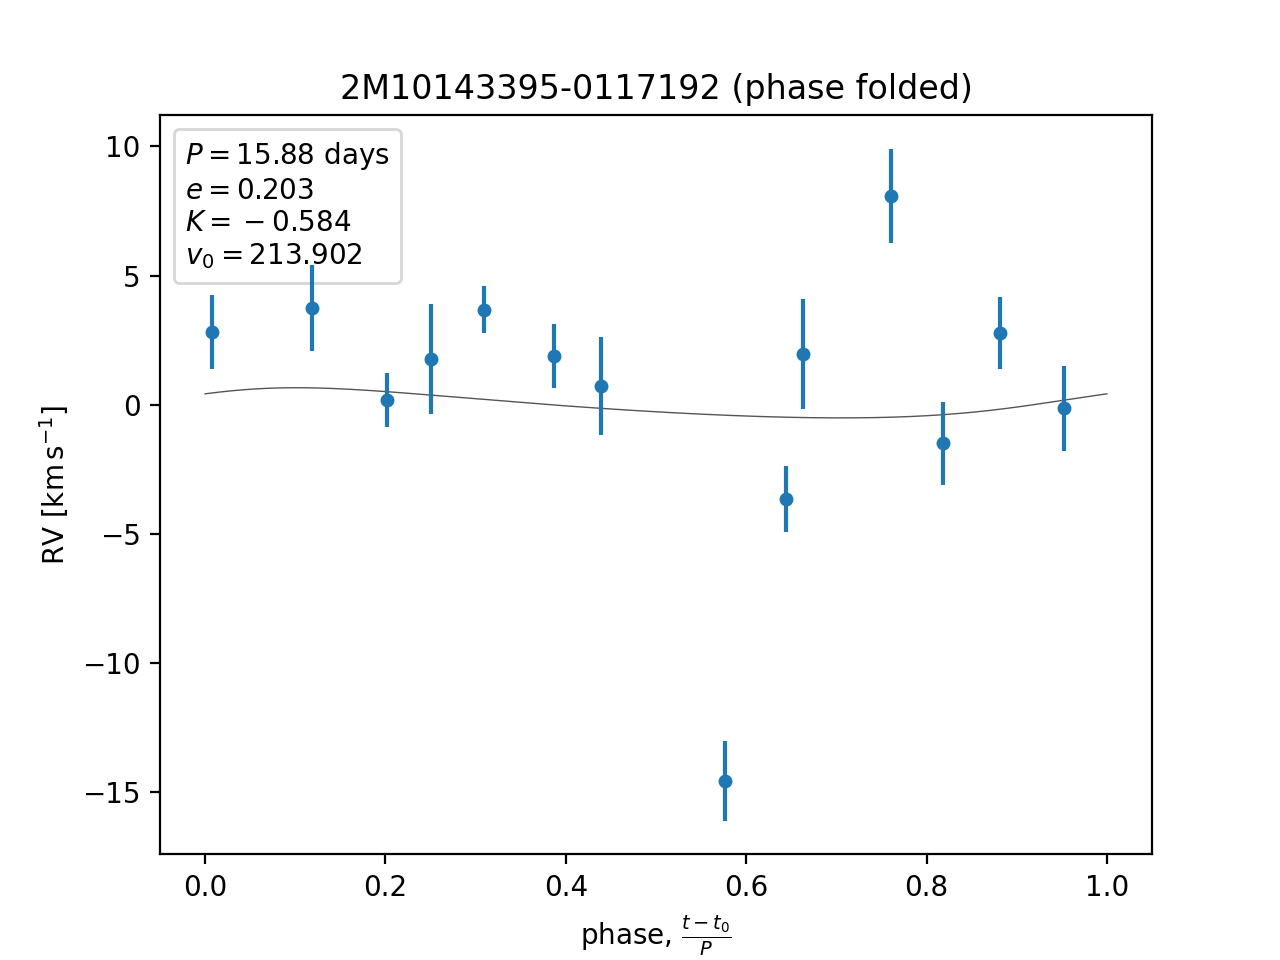 2M10143395-0117192 (phase folded)
P = 15.88 days
e = 0.203
K = −0.584
v₀ = 213.902
10
5
0
−5
−10
−15
RV [km s⁻¹]
0.0 0.2 0.4 0.6 0.8 1.0
phase, (t − t₀)/P